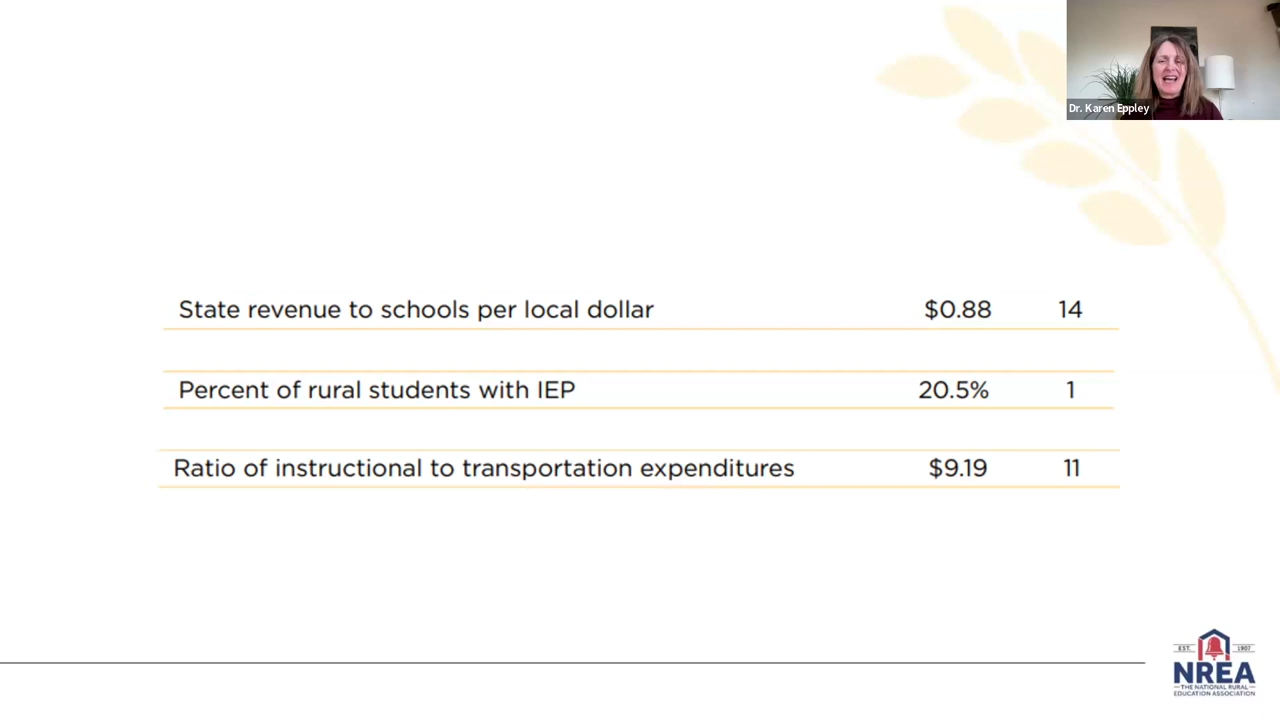 Dr. Karen Eppley
State revenue to schools per local dollar $0.88 14
Percent of rural students with IEP 20.5% 1
Ratio of instructional to transportation expenditures $9.19 11
EST. 1907
NREA
THE NATIONAL RURAL
EDUCATION ASSOCIATION